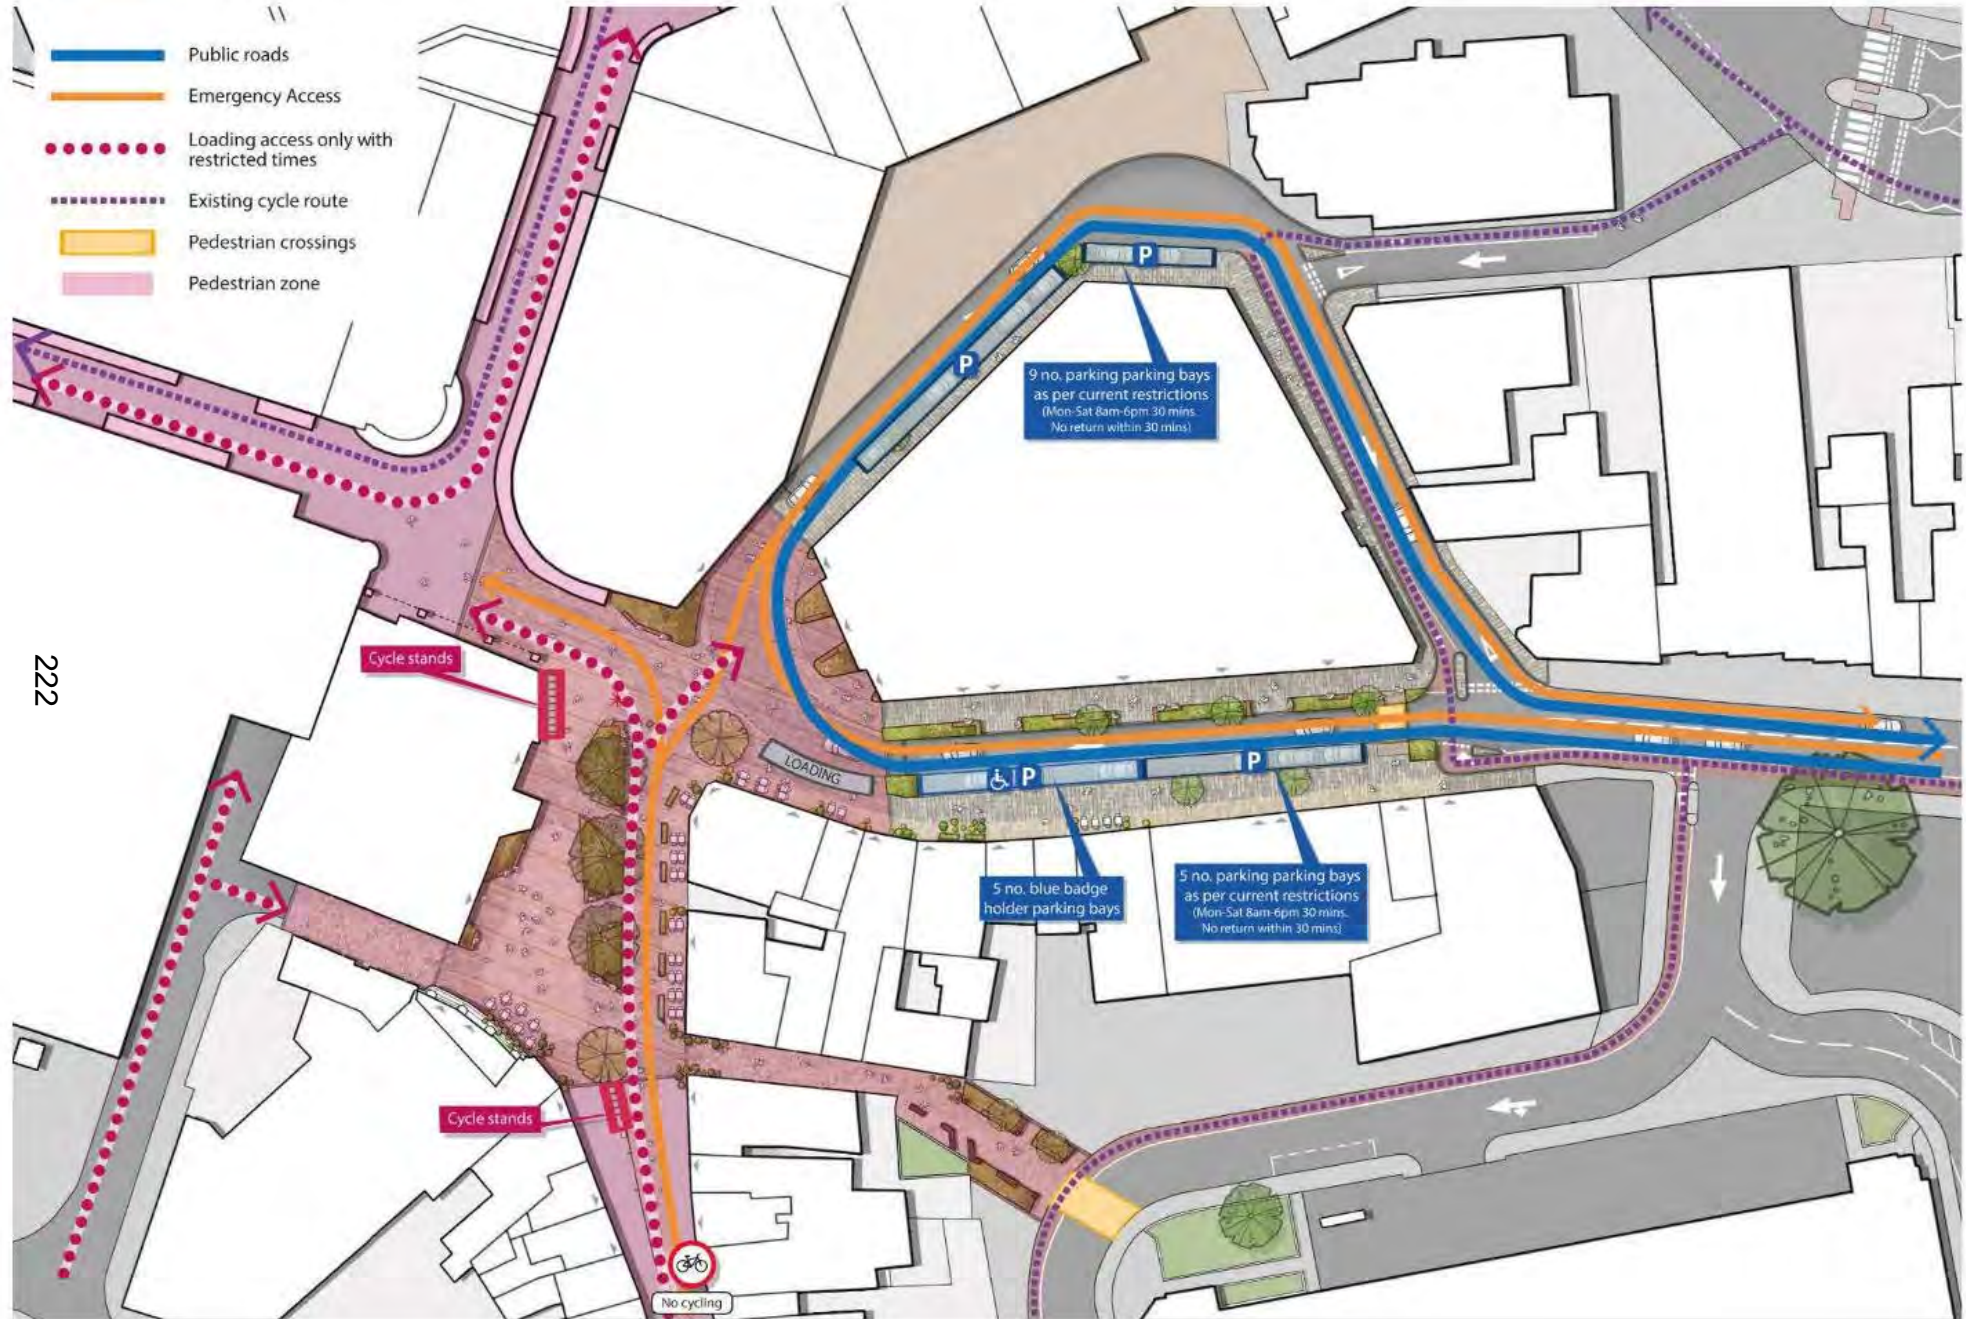 Public roads
Emergency Access
Loading access only with
restricted times
Existing cycle route
Pedestrian crossings
Pedestrian zone
P
P
9 no. parking parking bays
as per current restrictions
(Mon-Sat 8am-6pm 30 mins.
No return within 30 mins)
222
Cycle stands
LOADING
P
P
5 no. blue badge
holder parking bays
5 no. parking parking bays
as per current restrictions
(Mon-Sat 8am-6pm 30 mins.
No return within 30 mins)
Cycle stands
No cycling